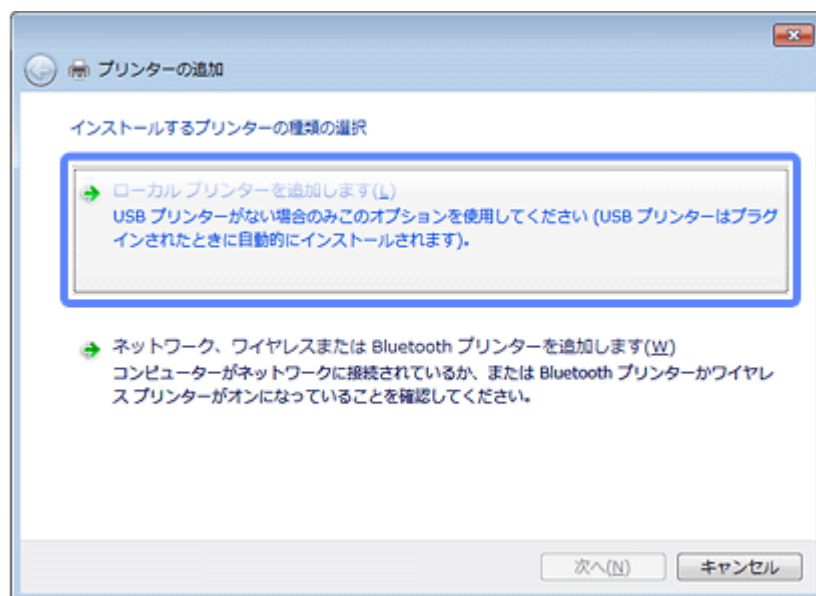 プリンターの追加
インストールするプリンターの種類の選択
ローカル プリンターを追加します(L)
USB プリンターがない場合のみこのオプションを使用してください (USB プリンターはプラグ
インされたときに自動的にインストールされます)。
ネットワーク、ワイヤレスまたは Bluetooth プリンターを追加します(W)
コンピューターがネットワークに接続されているか、または Bluetooth プリンターかワイヤレ
ス プリンターがオンになっていることを確認してください。
次へ(N) キャンセル